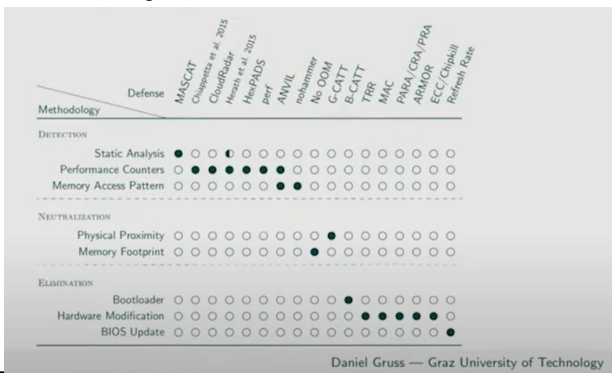 MASCAT
Chiappetta et al. 2015
CloudRadar
Herath et al. 2015
HexPADS
perf
ANVIL
nohammer
No OOM
G-CATT
B-CATT
TRR
MAC
PARA/CRA/PRA
ARMOR
ECC/Chipkill
Refresh Rate
Defense
Methodology
DETECTION
Static Analysis
Performance Counters
Memory Access Pattern
NEUTRALIZATION
Physical Proximity
Memory Footprint
ELIMINATION
Bootloader
Hardware Modification
BIOS Update
Daniel Gruss — Graz University of Technology